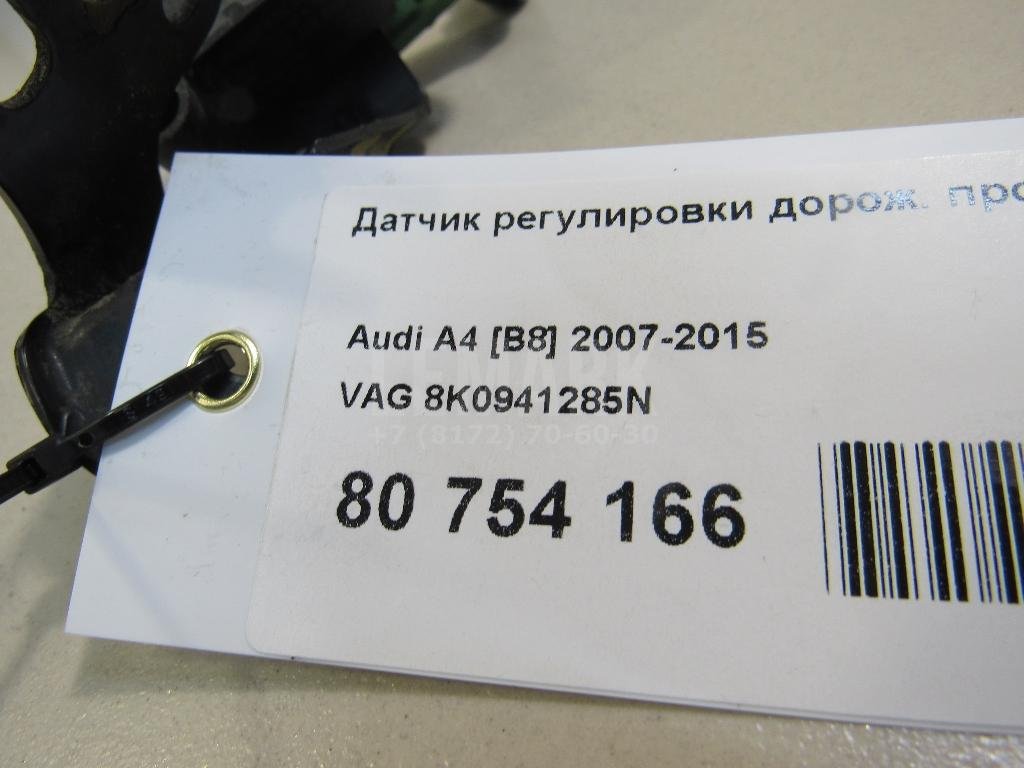 Датчик регулировки дорож. про
Audi A4 [B8] 2007-2015
VAG 8K0941285N
+7 (8172) 70-60-30
80 754 166